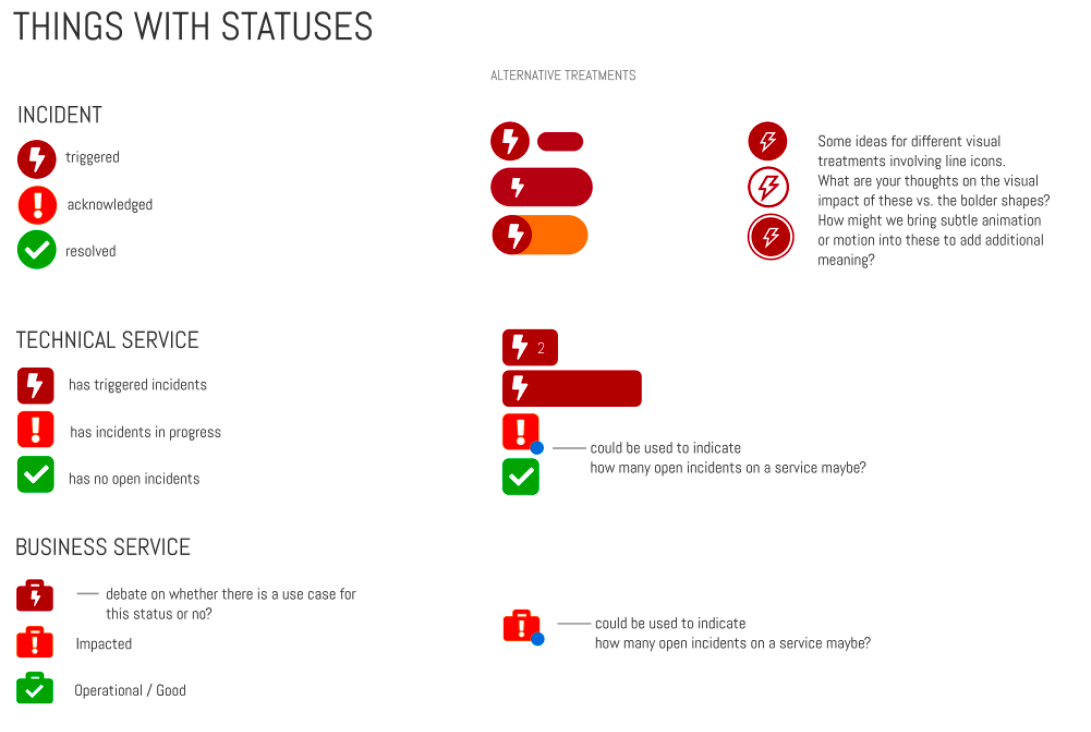 THINGS WITH STATUSES
ALTERNATIVE TREATMENTS
INCIDENT
triggered
acknowledged
resolved
Some ideas for different visual
treatments involving line icons.
What are your thoughts on the visual
impact of these vs. the bolder shapes?
How might we bring subtle animation
or motion into these to add additional
meaning?
TECHNICAL SERVICE
has triggered incidents
has incidents in progress
has no open incidents
2
could be used to indicate
how many open incidents on a service maybe?
BUSINESS SERVICE
debate on whether there is a use case for
this status or no?
Impacted
Operational / Good
could be used to indicate
how many open incidents on a service maybe?